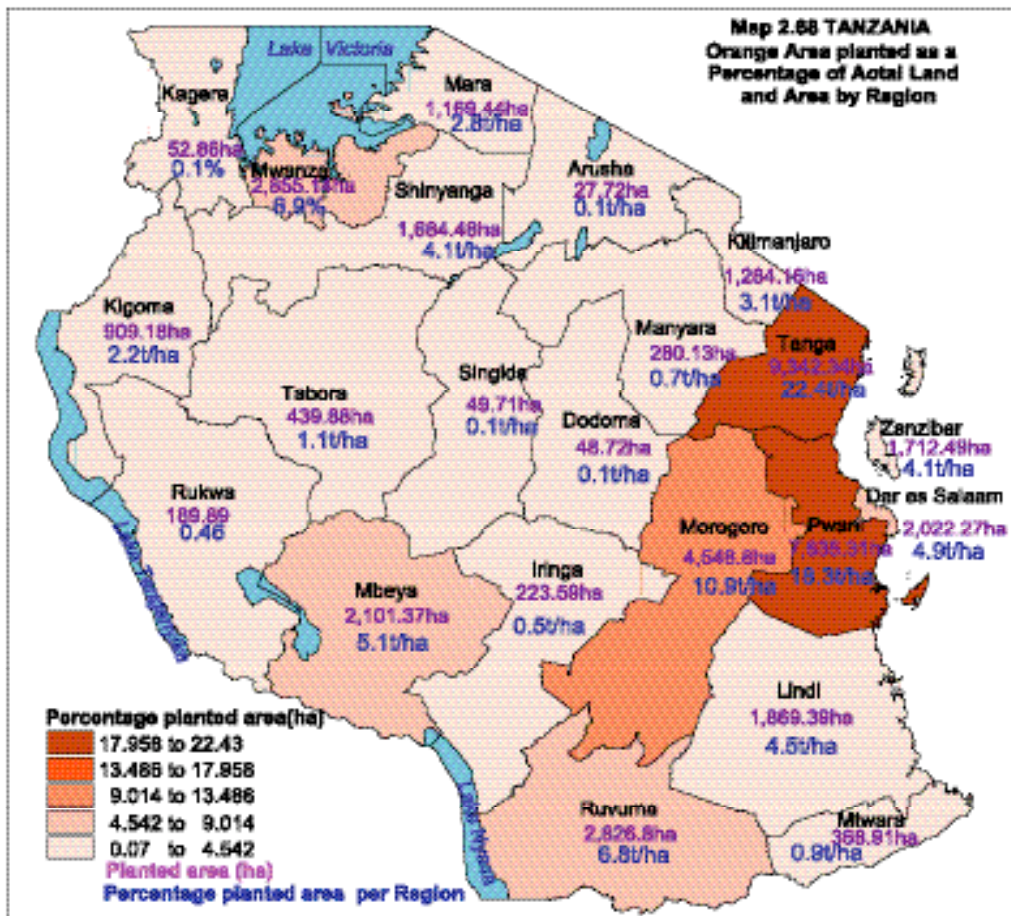 Map 2.68 TANZANIA
Orange Area planted as a
Percentage of Aotal Land
and Area by Region
Lake Victoria
Kagera
52.86ha
0.1%
Mara
1,169.44ha
2.8t/ha
Mwanza
6.9%
Shinyanga
1,684.48ha
4.1t/ha
Arusha
27.72ha
0.1t/ha
Kilimanjaro
1,284.16ha
3.1t/ha
Kigoma
909.18ha
2.2t/ha
Tabora
439.88ha
1.1t/ha
Singida
49.71ha
0.1t/ha
Manyara
280.13ha
0.7t/ha
Dodoma
48.72ha
0.1t/ha
Tanga
9,342.34ha
22.4t/ha
Zanzibar
1,712.49ha
4.1t/ha
Dar es Salaam
2,022.27ha
4.9t/ha
Pwani
18.3t/ha
Morogoro
4,548.8ha
10.9t/ha
Rukwa
189.89
0.46
Lake Tanganyika
Mbeya
2,101.37ha
5.1t/ha
Iringa
223.59ha
0.5t/ha
Lindi
1,869.39ha
4.5t/ha
Ruvuma
2,826.8ha
6.8t/ha
Mtwara
368.91ha
0.9t/ha
Lake Nyasa
Percentage planted area(ha)
17.958 to 22.43
13.486 to 17.958
9.014 to 13.486
4.542 to 9.014
0.07 to 4.542
Planted area (ha)
Percentage planted area per Region